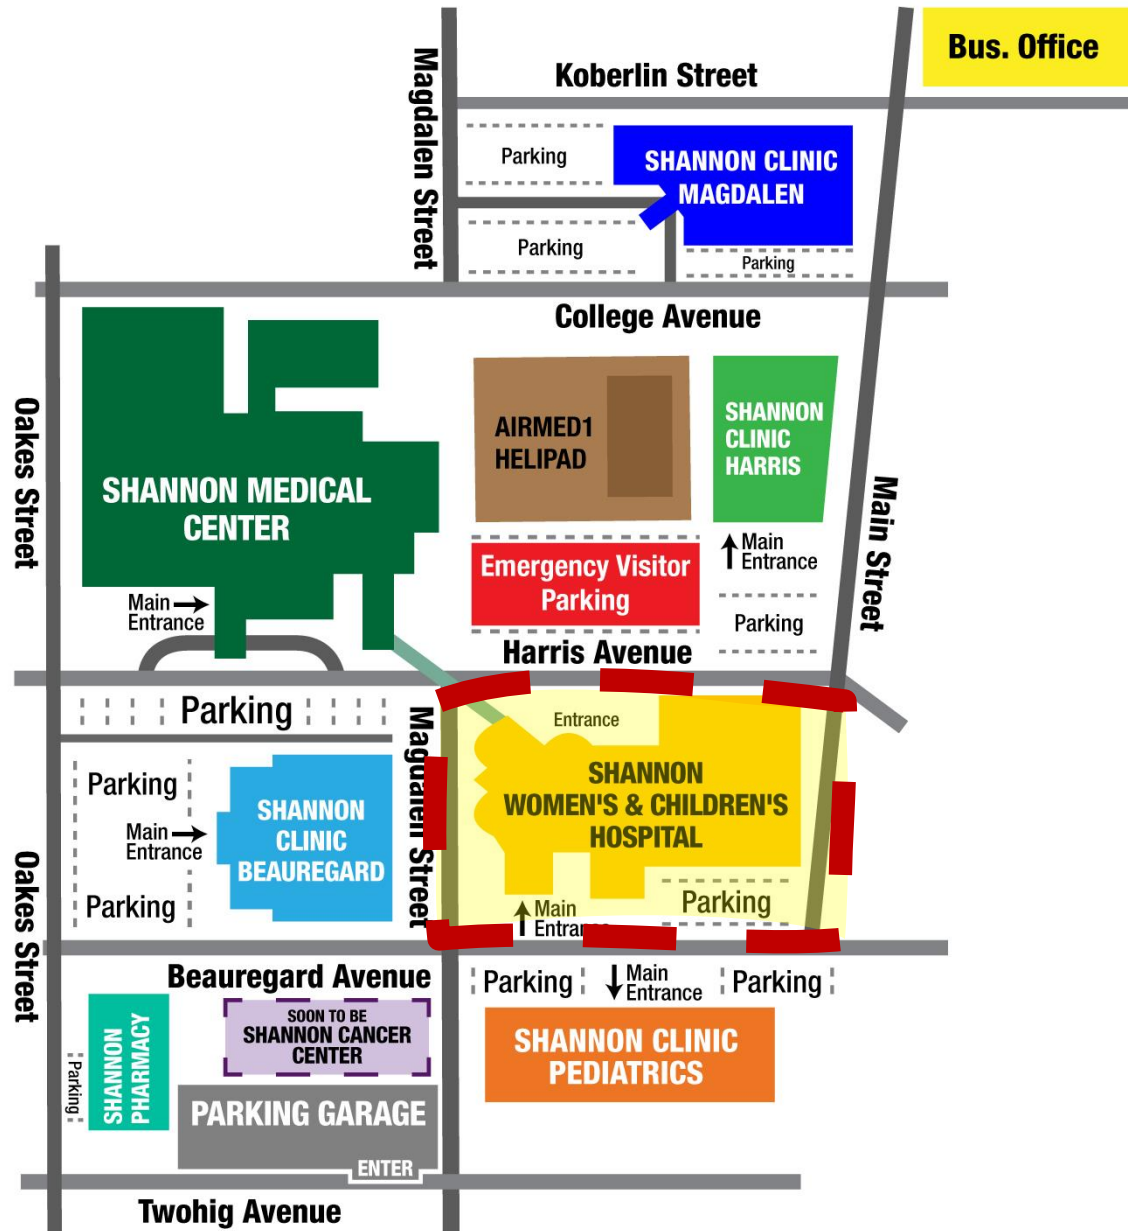 Bus. Office
Koberlin Street
Magdalen Street
Parking
SHANNON CLINIC
MAGDALEN
Parking
Parking
College Avenue
Oakes Street
SHANNON MEDICAL
CENTER
AIRMED1
HELIPAD
SHANNON
CLINIC
HARRIS
Main Street
Main
Entrance
Emergency Visitor
Parking
Main
Entrance
Parking
Harris Avenue
Parking
Magdalen Street
Entrance
SHANNON
WOMEN'S & CHILDREN'S
HOSPITAL
Parking
Main
Entrance
SHANNON
CLINIC
BEAUREGARD
Oakes Street
Parking
Main
Entrance
Parking
Beauregard Avenue
Parking
Main
Entrance
Parking
SHANNON
PHARMACY
Parking
SOON TO BE
SHANNON CANCER
CENTER
SHANNON CLINIC
PEDIATRICS
PARKING GARAGE
ENTER
Twohig Avenue